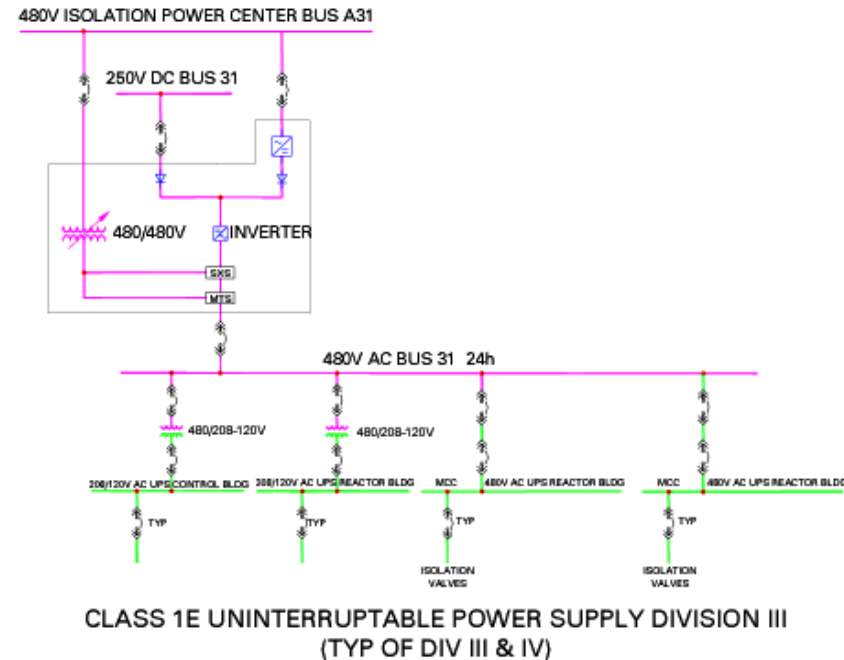 480V ISOLATION POWER CENTER BUS A31
250V DC BUS 31
480/480V
INVERTER
SXS
MTS
480V AC BUS 31 24h
480/208-120V
480/208-120V
208/120V AC UPS CONTROL BLDG
208/120V AC UPS REACTOR BLDG
MCC
480V AC UPS REACTOR BLDG
MCC
480V AC UPS REACTOR BLDG
TYP
TYP
TYP
TYP
ISOLATION
VALVES
ISOLATION
VALVES
CLASS 1E UNINTERRUPTABLE POWER SUPPLY DIVISION III
(TYP OF DIV III & IV)